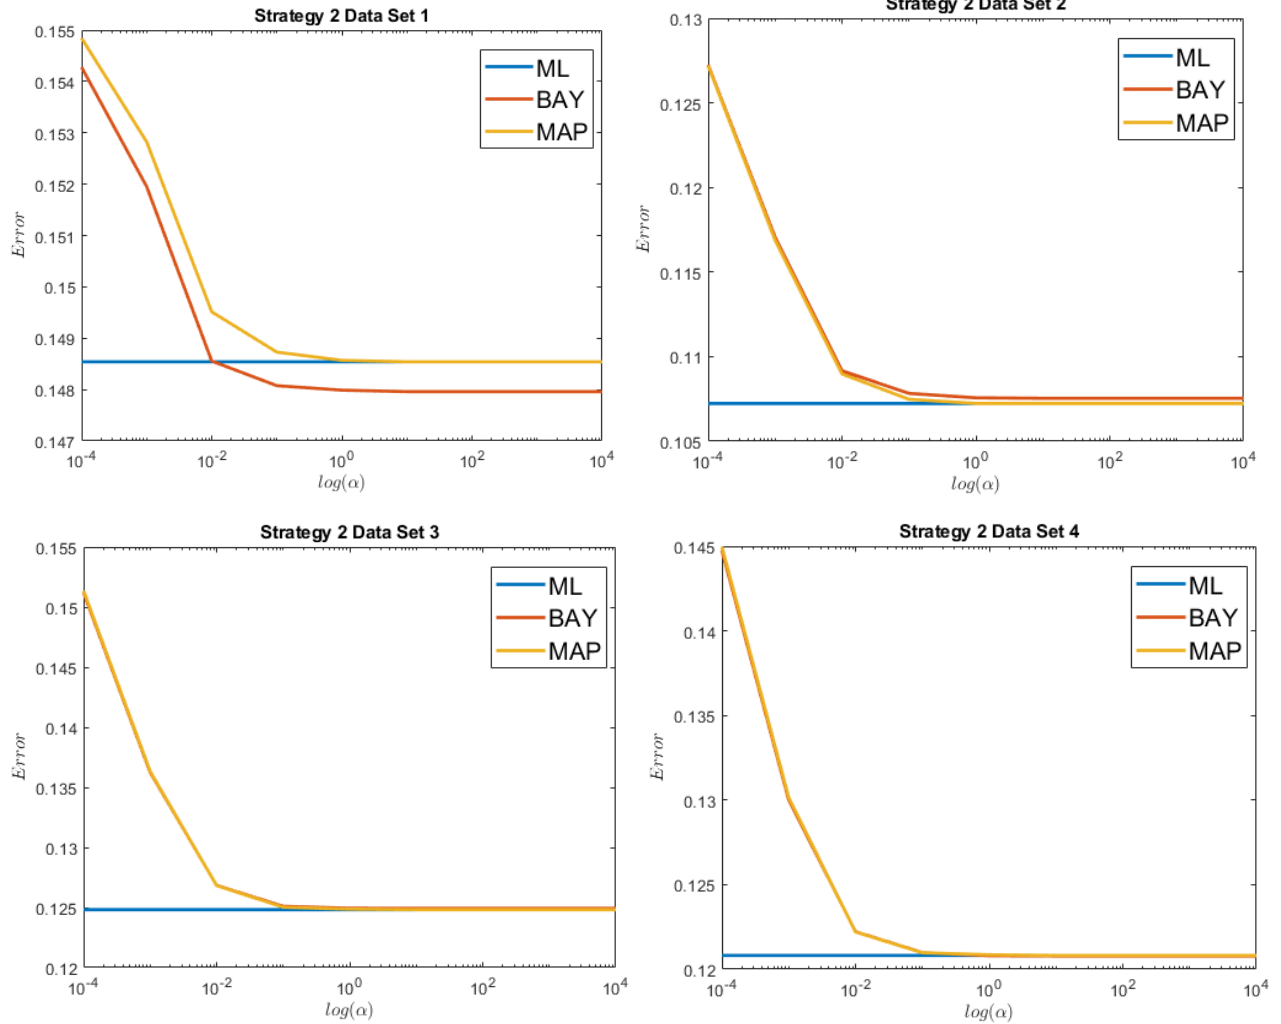 Strategy 2 Data Set 1
0.155
0.154
0.153
0.152
0.151
0.15
0.149
0.148
0.147
Error
ML
BAY
MAP
10^-4
10^-2
10^0
10^2
10^4
log(α)
Strategy 2 Data Set 2
0.13
0.125
0.12
0.115
0.11
0.105
Error
ML
BAY
MAP
10^-4
10^-2
10^0
10^2
10^4
log(α)
Strategy 2 Data Set 3
0.155
0.15
0.145
0.14
0.135
0.13
0.125
0.12
Error
ML
BAY
MAP
10^-4
10^-2
10^0
10^2
10^4
log(α)
Strategy 2 Data Set 4
0.145
0.14
0.135
0.13
0.125
0.12
Error
ML
BAY
MAP
10^-4
10^-2
10^0
10^2
10^4
log(α)